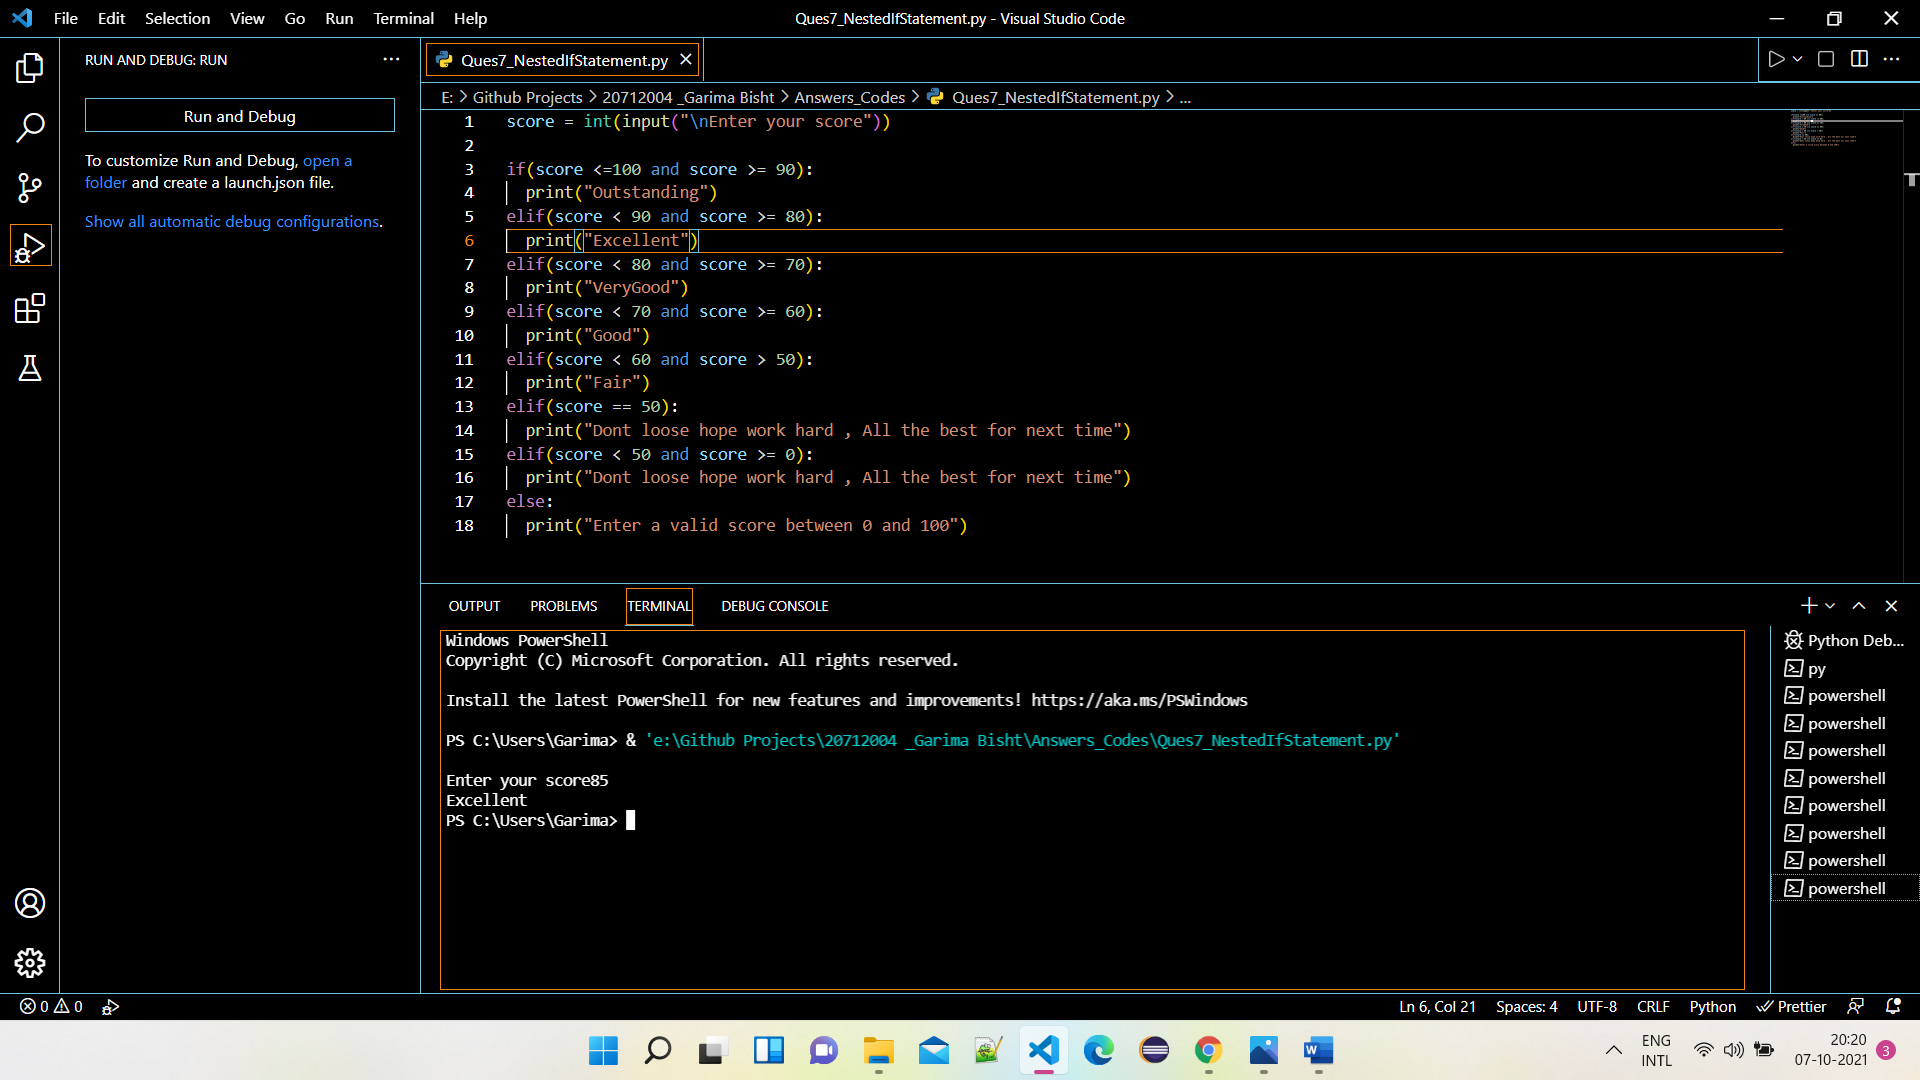 File Edit Selection View Go Run Terminal Help
Ques7_NestedIfStatement.py - Visual Studio Code
RUN AND DEBUG: RUN
Run and Debug
To customize Run and Debug, open a
folder and create a launch.json file.
Show all automatic debug configurations.
Ques7_NestedIfStatement.py
E: > Github Projects > 20712004 _Garima Bisht > Answers_Codes > Ques7_NestedIfStatement.py > ...
1 score = int(input("\nEnter your score"))
2
3 if(score <=100 and score >= 90):
4 print("Outstanding")
5 elif(score < 90 and score >= 80):
6 print("Excellent")
7 elif(score < 80 and score >= 70):
8 print("VeryGood")
9 elif(score < 70 and score >= 60):
10 print("Good")
11 elif(score < 60 and score > 50):
12 print("Fair")
13 elif(score == 50):
14 print("Dont loose hope work hard , All the best for next time")
15 elif(score < 50 and score >= 0):
16 print("Dont loose hope work hard , All the best for next time")
17 else:
18 print("Enter a valid score between 0 and 100")
OUTPUT PROBLEMS TERMINAL DEBUG CONSOLE
Windows PowerShell
Copyright (C) Microsoft Corporation. All rights reserved.
Install the latest PowerShell for new features and improvements! https://aka.ms/PSWindows
PS C:\Users\Garima> & 'e:\Github Projects\20712004 _Garima Bisht\Answers_Codes\Ques7_NestedIfStatement.py'
Enter your score85
Excellent
PS C:\Users\Garima>
Python Deb...
py
powershell
powershell
powershell
powershell
powershell
powershell
powershell
powershell
0 0
Ln 6, Col 21 Spaces: 4 UTF-8 CRLF Python Prettier
ENG
INTL
20:20
07-10-2021
3